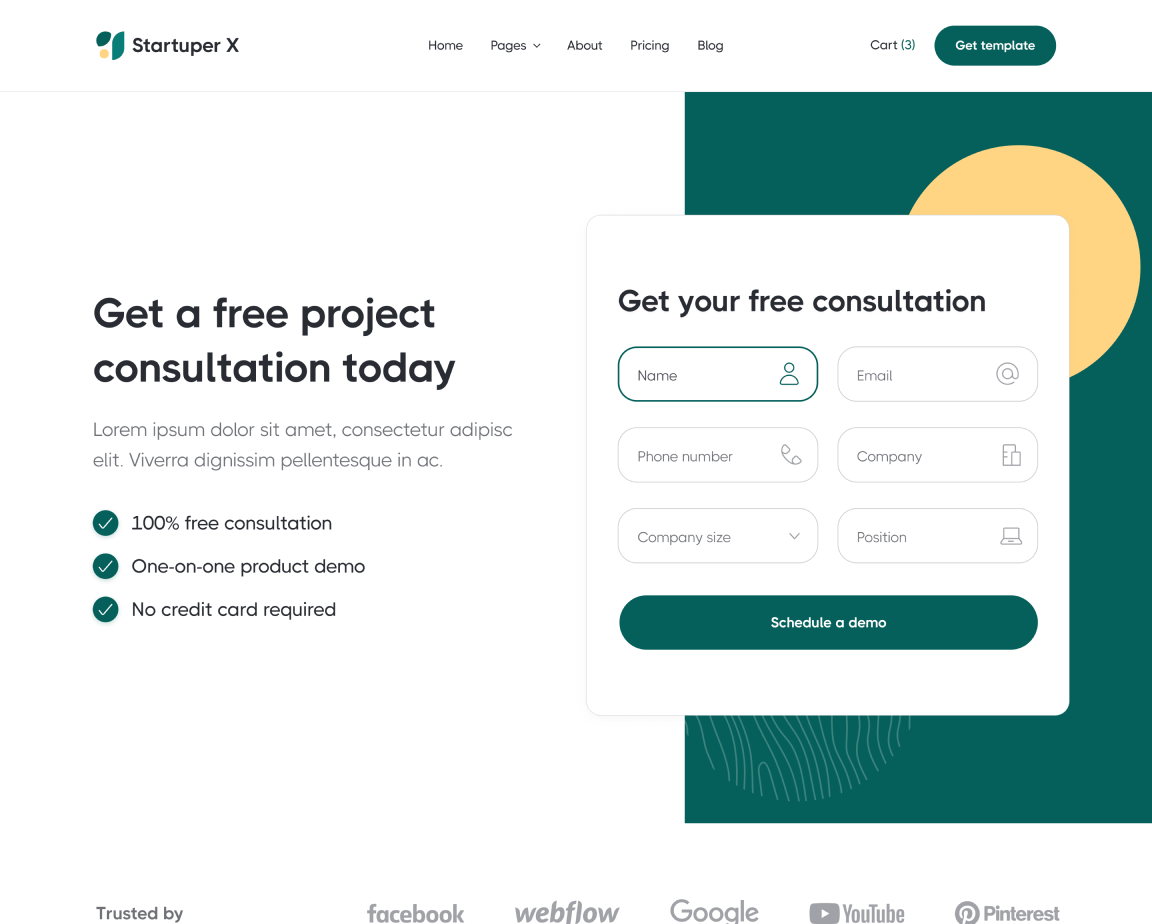 Startuper X
Home
Pages
About
Pricing
Blog
Cart (3)
Get template
Get a free project
consultation today
Lorem ipsum dolor sit amet, consectetur adipisc
elit. Viverra dignissim pellentesque in ac.
100% free consultation
One-on-one product demo
No credit card required
Get your free consultation
Name
Email
Phone number
Company
Company size
Position
Schedule a demo
Trusted by
facebook
webflow
Google
YouTube
Pinterest